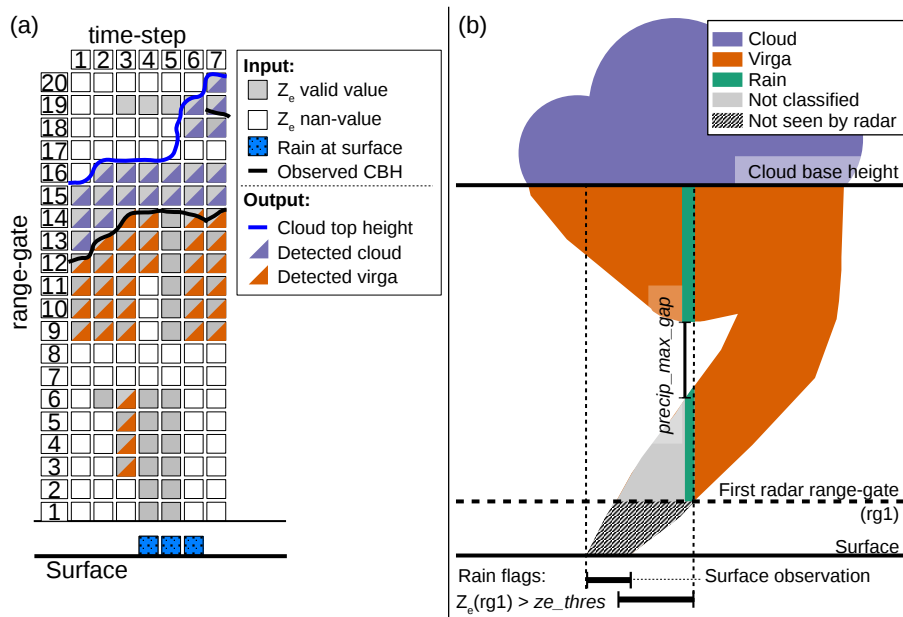 (a)
time-step
1 2 3 4 5 6 7
range-gate
20
19
18
17
16
15
14
13
12
11
10
9
8
7
6
5
4
3
2
1
Surface
Input:
Ze valid value
Ze nan-value
Rain at surface
Observed CBH
Output:
Cloud top height
Detected cloud
Detected virga
(b)
Cloud
Virga
Rain
Not classified
Not seen by radar
Cloud base height
precip_max_gap
First radar range-gate
(rg1)
Surface
Rain flags:
Surface observation
Ze(rg1) > ze_thres